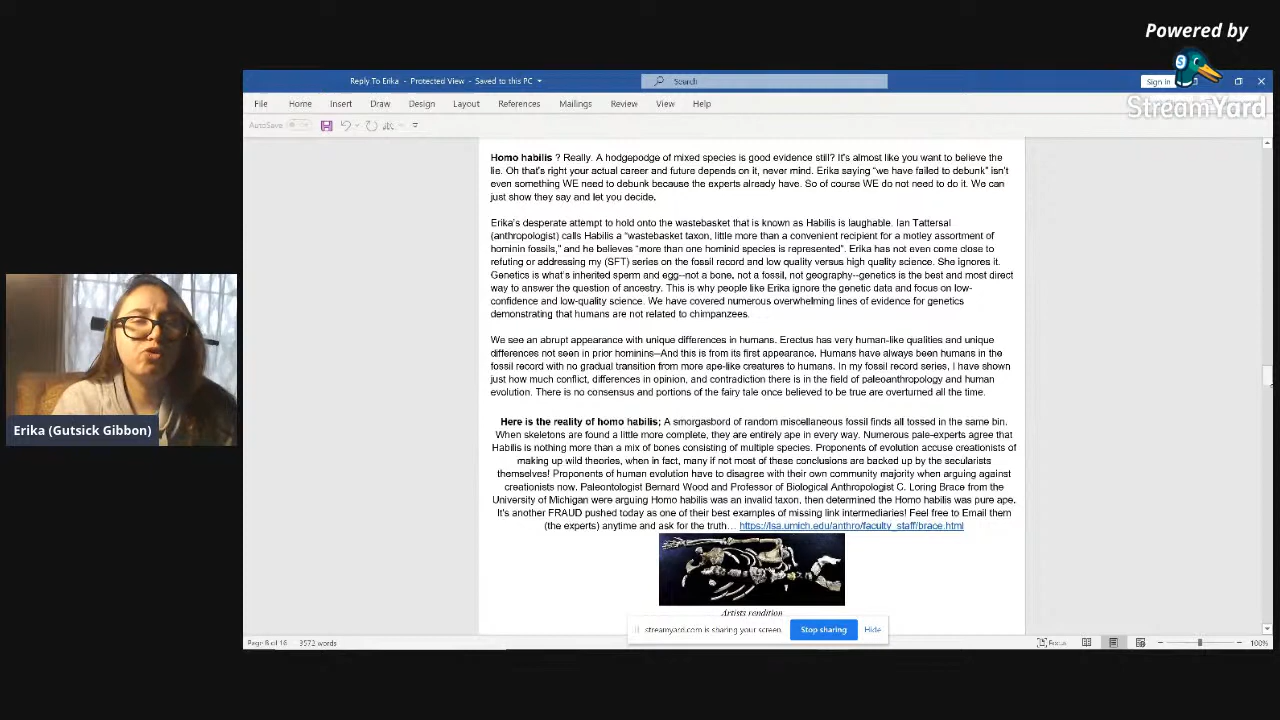 Powered by
StreamYard
Reply To Erika - Protected View - Saved to this PC
Search
Sign in
File Home Insert Draw Design Layout References Mailings Review View Help
AutoSave
Homo habilis ? Really. A hodgepodge of mixed species is good evidence still? It's almost like you want to believe the
lie. Oh that's right your actual career and future depends on it, never mind. Erika saying "we have failed to debunk" isn't
even something WE need to debunk because the experts already have. So of course WE do not need to do it. We can
just show they say and let you decide.
Erika's desperate attempt to hold onto the wastebasket that is known as Habilis is laughable. Ian Tattersal
(anthropologist) calls Habilis a "wastebasket taxon, little more than a convenient recipient for a motley assortment of
hominin fossils," and he believes "more than one hominid species is represented". Erika has not even come close to
refuting or addressing my (SFT) series on the fossil record and low quality versus high quality science. She ignores it.
Genetics is what's inherited sperm and egg--not a bone, not a fossil, not geography--genetics is the best and most direct
way to answer the question of ancestry. This is why people like Erika ignore the genetic data and focus on low-
confidence and low-quality science. We have covered numerous overwhelming lines of evidence for genetics
demonstrating that humans are not related to chimpanzees.
We see an abrupt appearance with unique differences in humans. Erectus has very human-like qualities and unique
differences not seen in prior hominins--And this is from its first appearance. Humans have always been humans in the
fossil record with no gradual transition from more ape-like creatures to humans. In my fossil record series, I have shown
just how much conflict, differences in opinion, and contradiction there is in the field of paleoanthropology and human
evolution. There is no consensus and portions of the fairy tale once believed to be true are overturned all the time.
Here is the reality of homo habilis; A smorgasbord of random miscellaneous fossil finds all tossed in the same bin.
When skeletons are found a little more complete, they are entirely ape in every way. Numerous pale-experts agree that
Habilis is nothing more than a mix of bones consisting of multiple species. Proponents of evolution accuse creationists of
making up wild theories, when in fact, many if not most of these conclusions are backed up by the secularists
themselves! Proponents of human evolution have to disagree with their own community majority when arguing against
creationists now. Paleontologist Bernard Wood and Professor of Biological Anthropologist C. Loring Brace from the
University of Michigan were arguing Homo habilis was an invalid taxon, then determined the Homo habilis was pure ape.
It's another FRAUD pushed today as one of their best examples of missing link intermediaries! Feel free to Email them
(the experts) anytime and ask for the truth... https://lsa.umich.edu/anthro/faculty_staff/brace.html
Artists rendition
streamyard.com is sharing your screen. Stop sharing Hide
Erika (Gutsick Gibbon)
Page 8 of 16 3572 words
Focus
100%